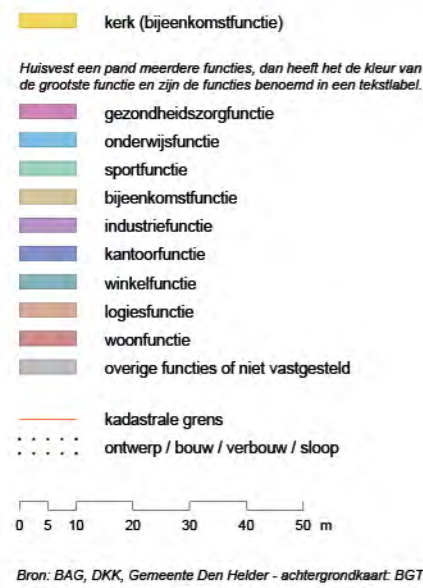 kerk (bijeenkomstfunctie)
Huisvest een pand meerdere functies, dan heeft het de kleur van
de grootste functie en zijn de functies benoemd in een tekstlabel.
gezondheidszorgfunctie
onderwijsfunctie
sportfunctie
bijeenkomstfunctie
industriefunctie
kantoorfunctie
winkelfunctie
logiesfunctie
woonfunctie
overige functies of niet vastgesteld
kadastrale grens
ontwerp / bouw / verbouw / sloop
0 5 10 20 30 40 50 m
Bron: BAG, DKK, Gemeente Den Helder - achtergrondkaart: BGT